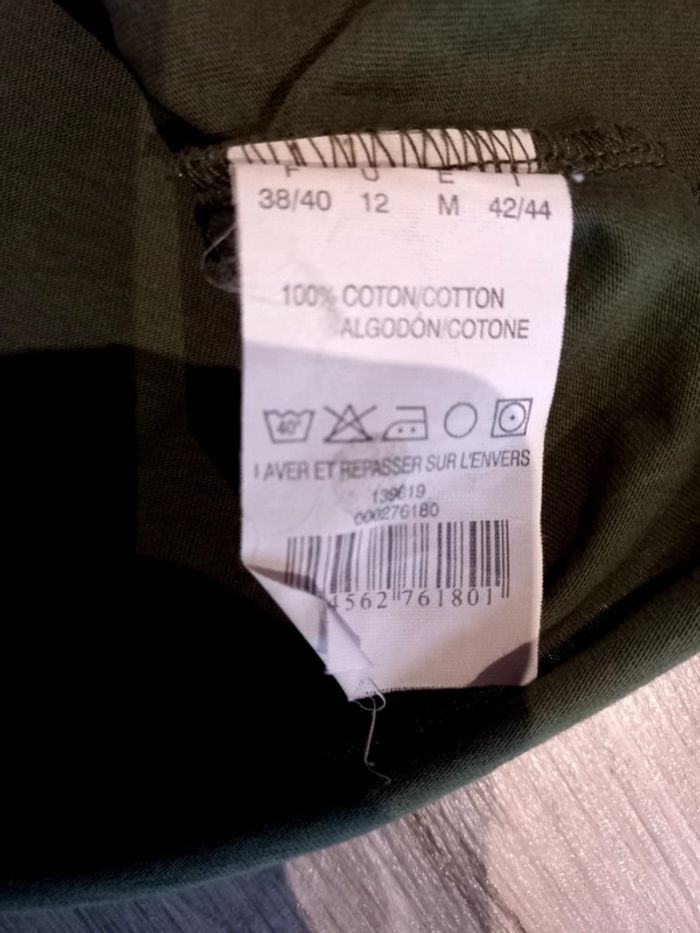 F U E I
38/40 12 M 42/44
100% COTON/COTTON
ALGODÓN/COTONE
40°
LAVER ET REPASSER SUR L'ENVERS
139619
000276180
4562 761801